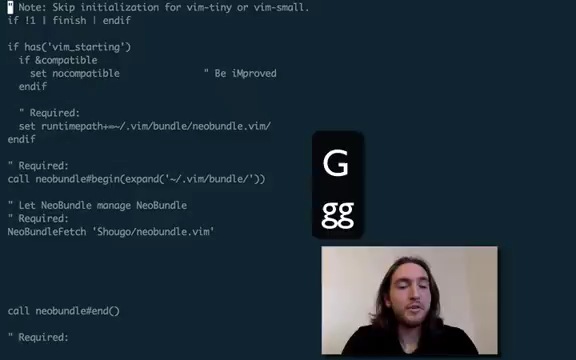 " Note: Skip initialization for vim-tiny or vim-small.
if !1 | finish | endif
if has('vim_starting')
if &compatible
set nocompatible " Be iMproved
endif
" Required:
set runtimepath+=~/.vim/bundle/neobundle.vim/
endif
" Required:
call neobundle#begin(expand('~/.vim/bundle/'))
" Let NeoBundle manage NeoBundle
" Required:
NeoBundleFetch 'Shougo/neobundle.vim'
call neobundle#end()
" Required:
G
gg